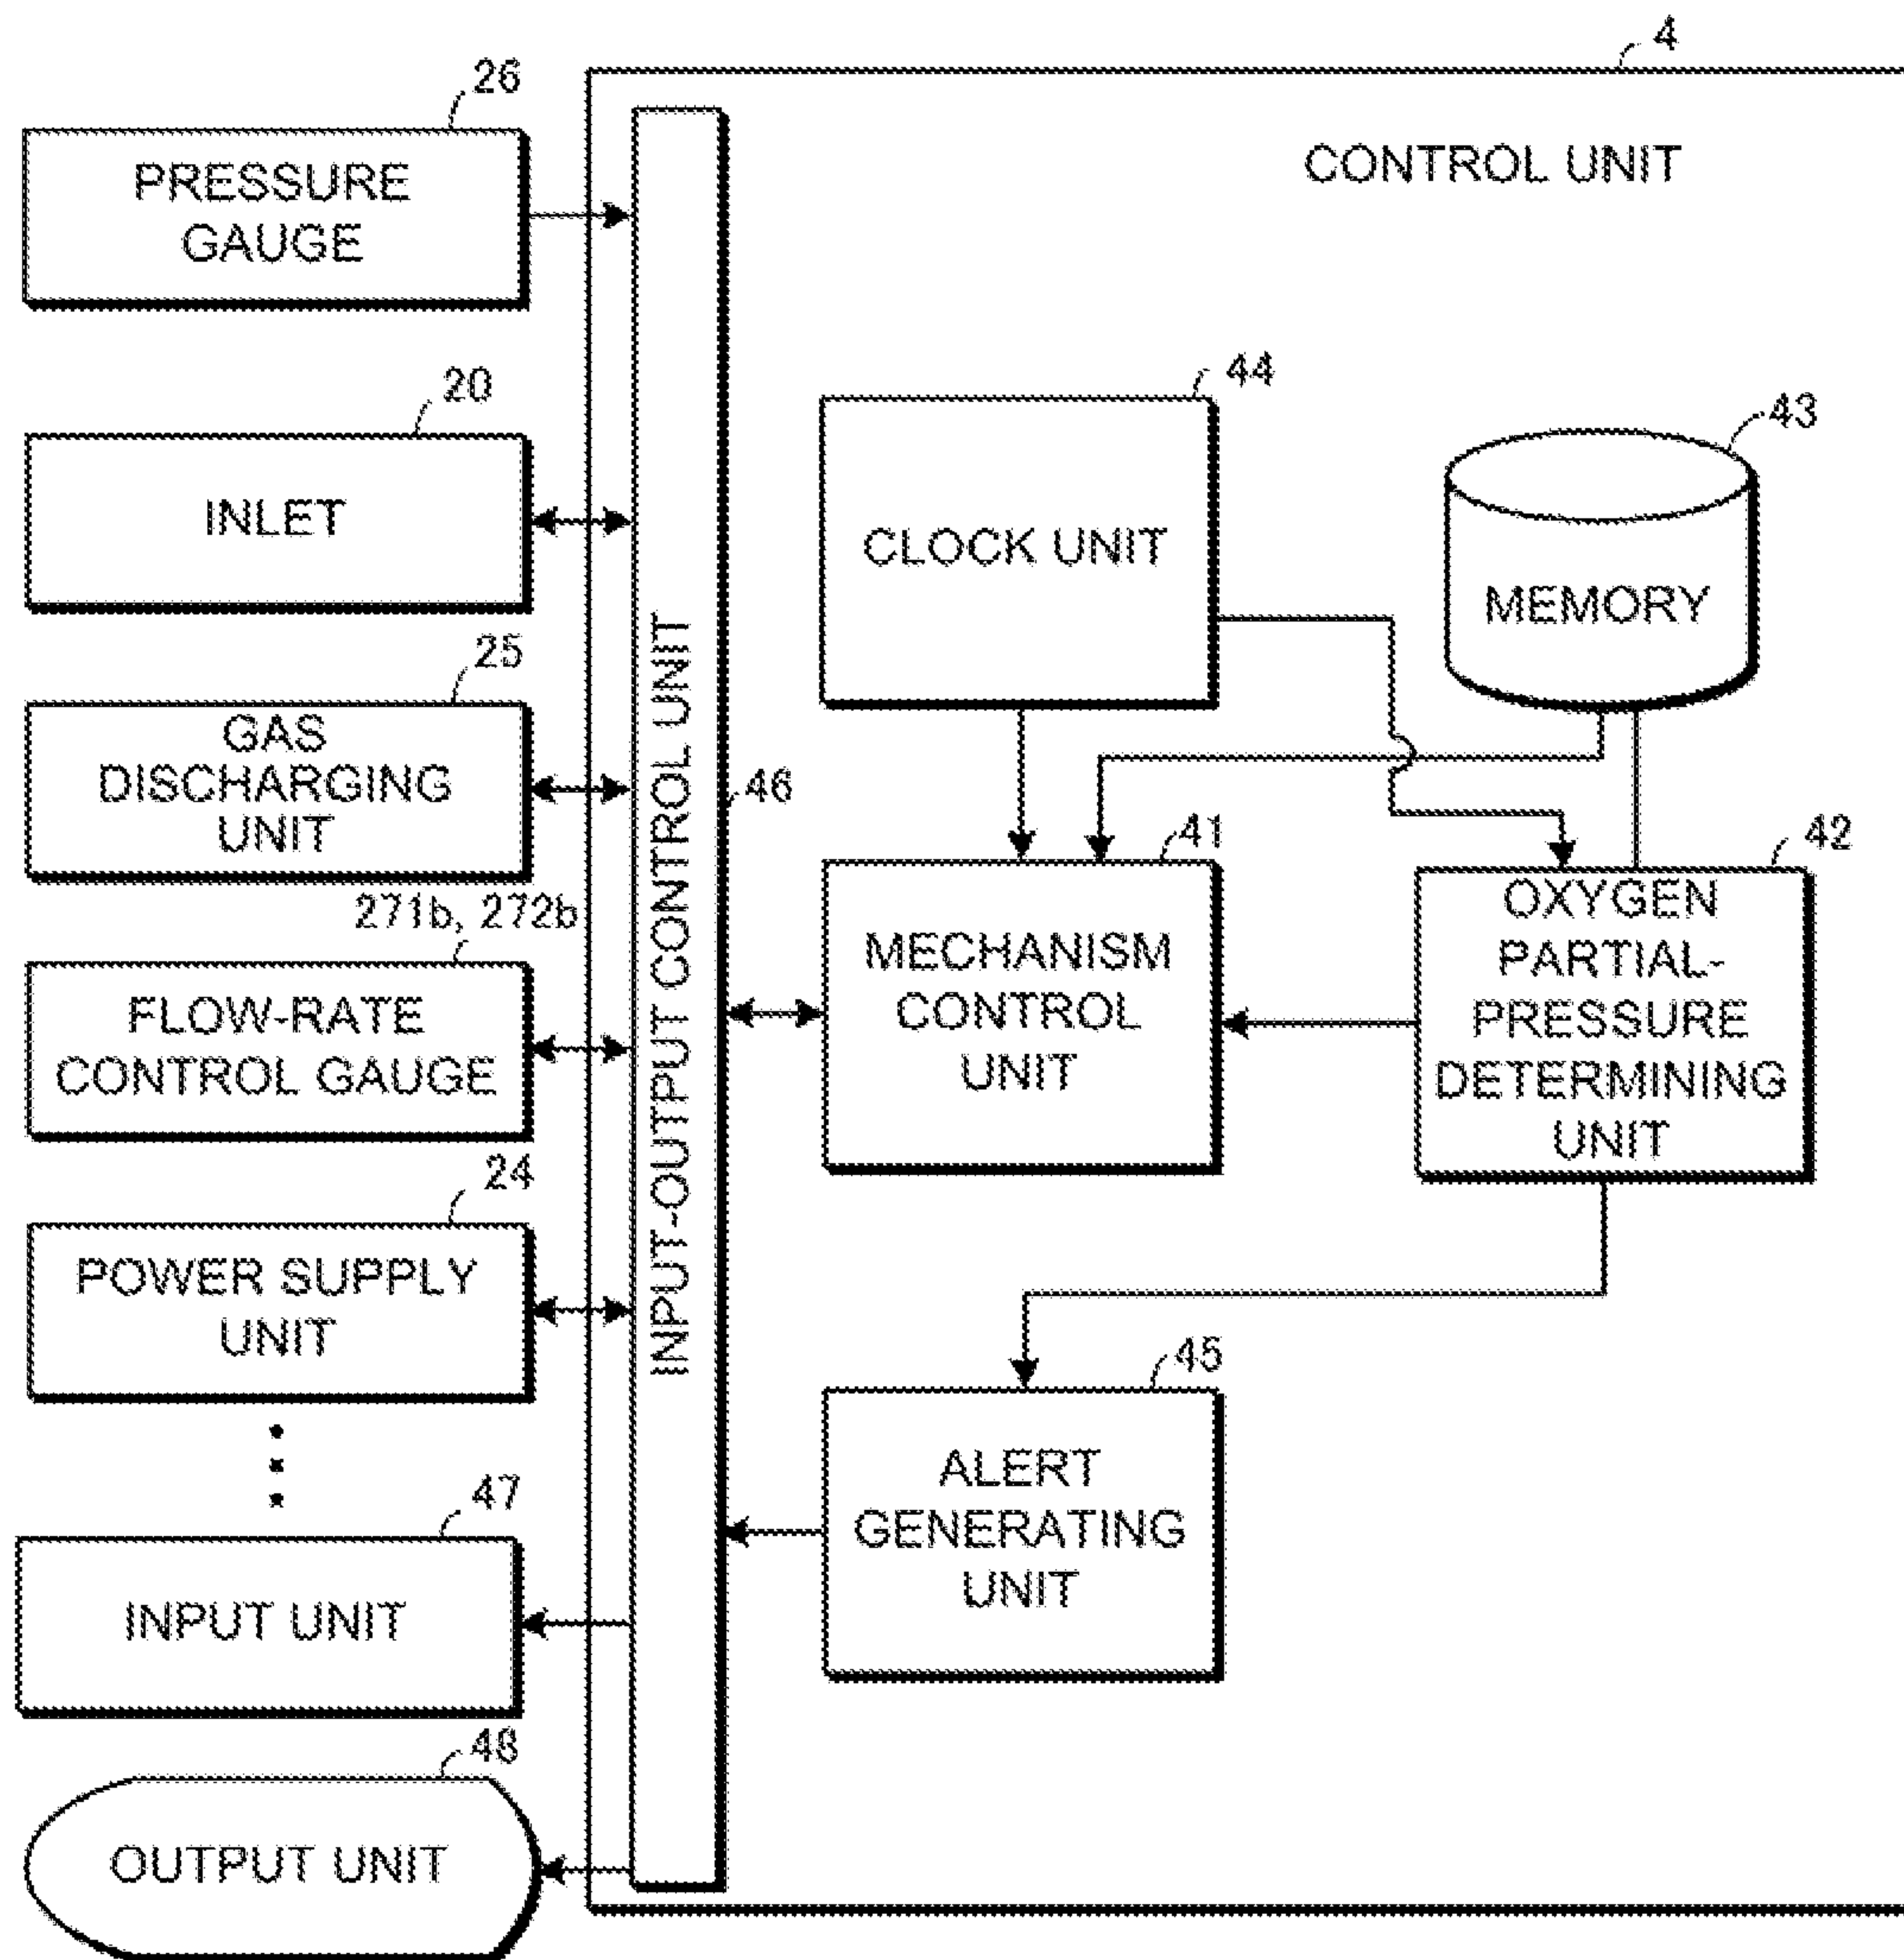 4
CONTROL UNIT
26
PRESSURE
GAUGE
20
INLET
25
GAS
DISCHARGING
UNIT
271b, 272b
FLOW-RATE
CONTROL GAUGE
24
POWER SUPPLY
UNIT
47
INPUT UNIT
48
OUTPUT UNIT
INPUT-OUTPUT CONTROL UNIT
46
44
CLOCK UNIT
43
MEMORY
41
MECHANISM
CONTROL
UNIT
42
OXYGEN
PARTIAL-
PRESSURE
DETERMINING
UNIT
45
ALERT
GENERATING
UNIT